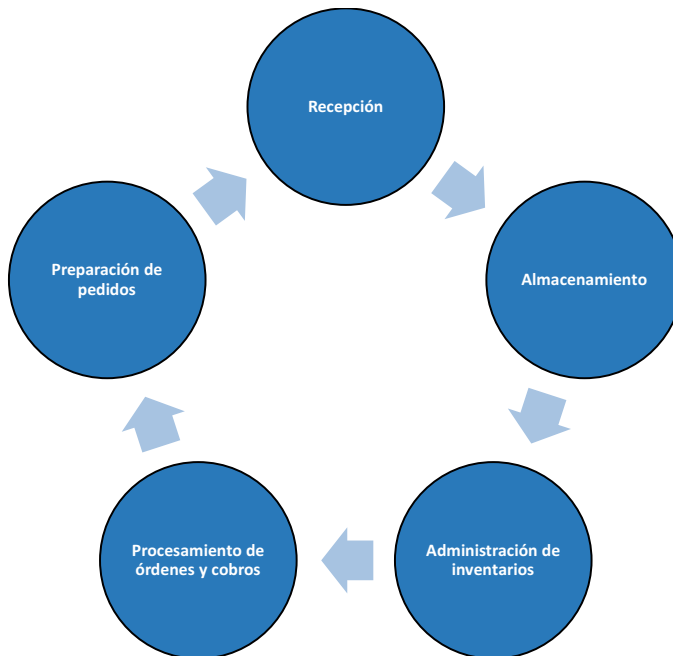 Recepción
Almacenamiento
Administración de
inventarios
Procesamiento de
órdenes y cobros
Preparación de
pedidos